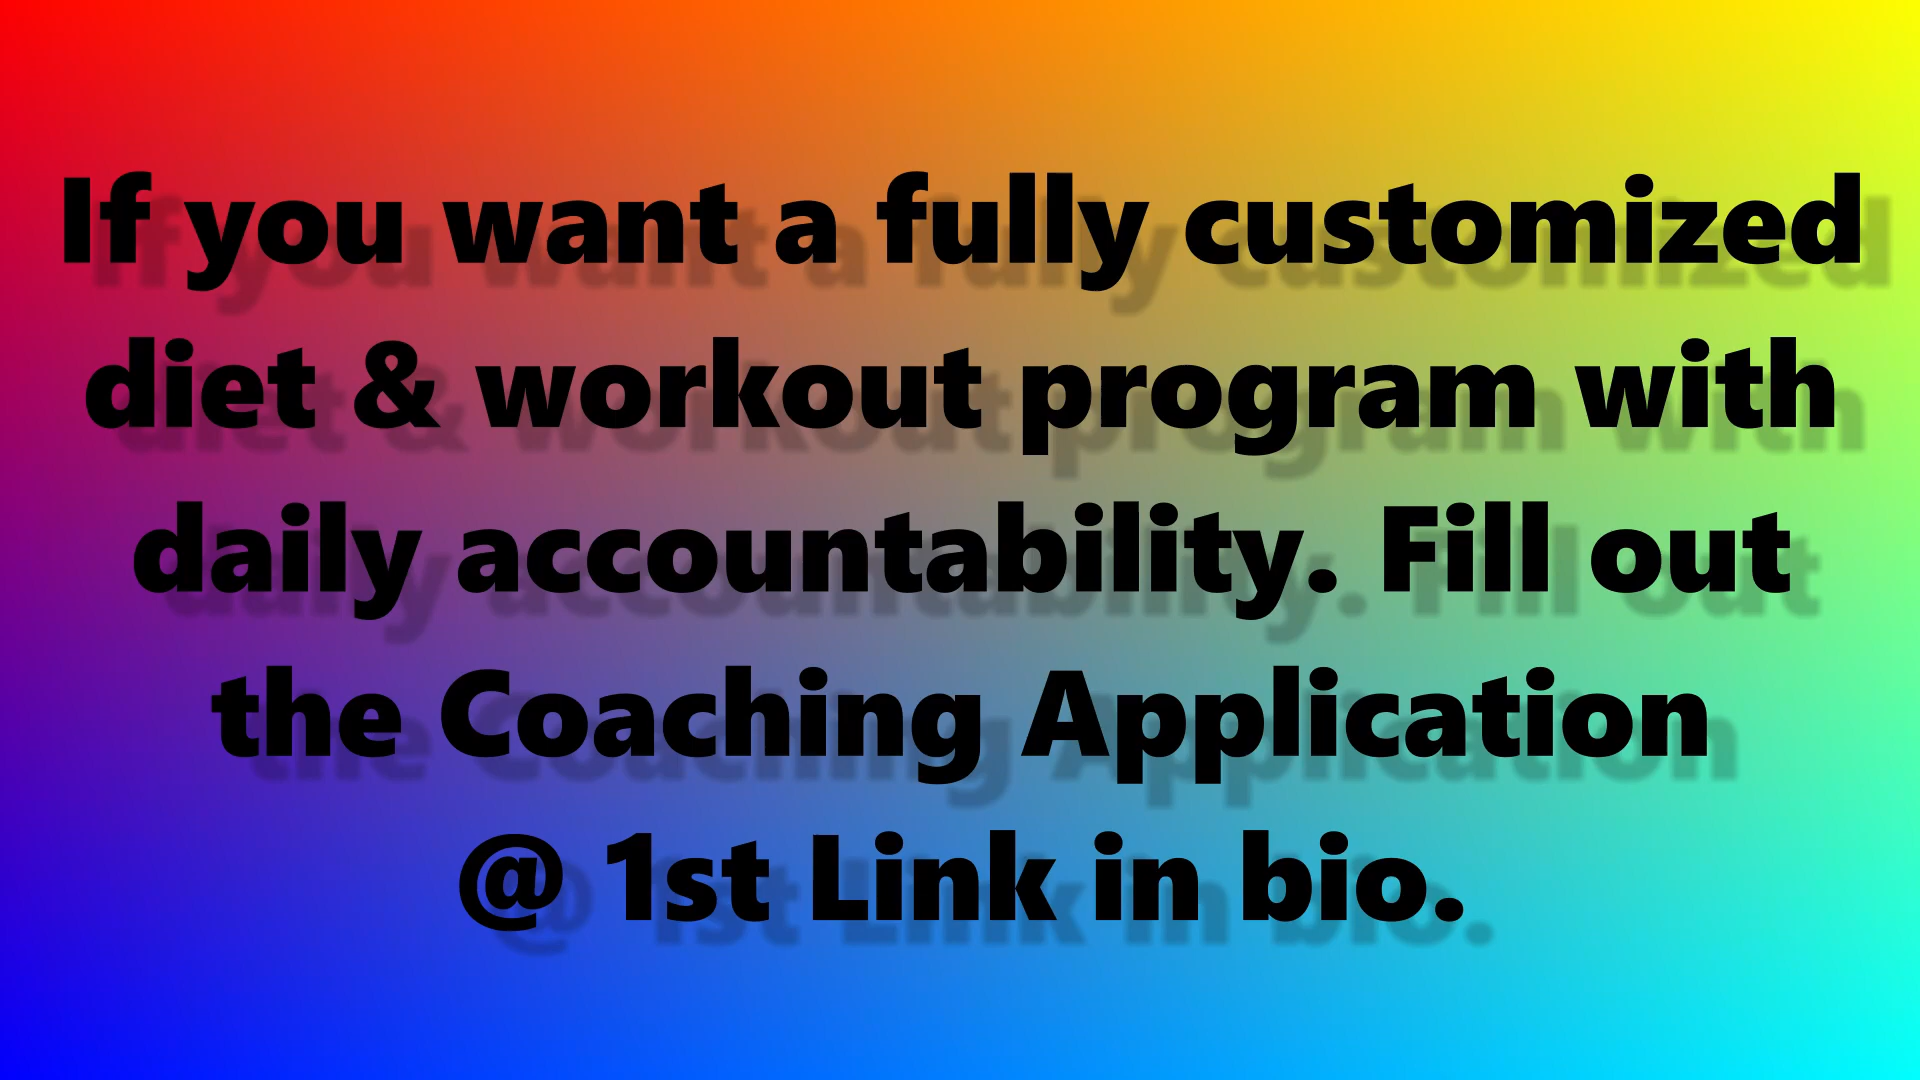 If you want a fully customized
diet & workout program with
daily accountability. Fill out
the Coaching Application
@ 1st Link in bio.